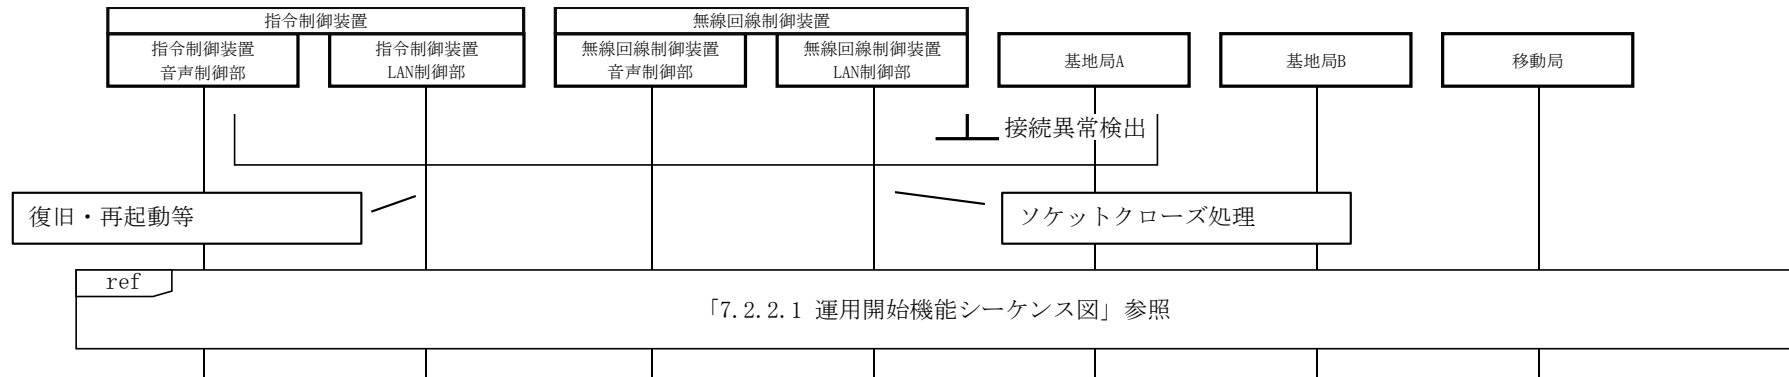 指令制御装置
無線回線制御装置
指令制御装置
音声制御部
指令制御装置
LAN制御部
無線回線制御装置
音声制御部
無線回線制御装置
LAN制御部
基地局A
基地局B
移動局
接続異常検出
復旧・再起動等
ソケットクローズ処理
ref
「7.2.2.1 運用開始機能シーケンス図」参照